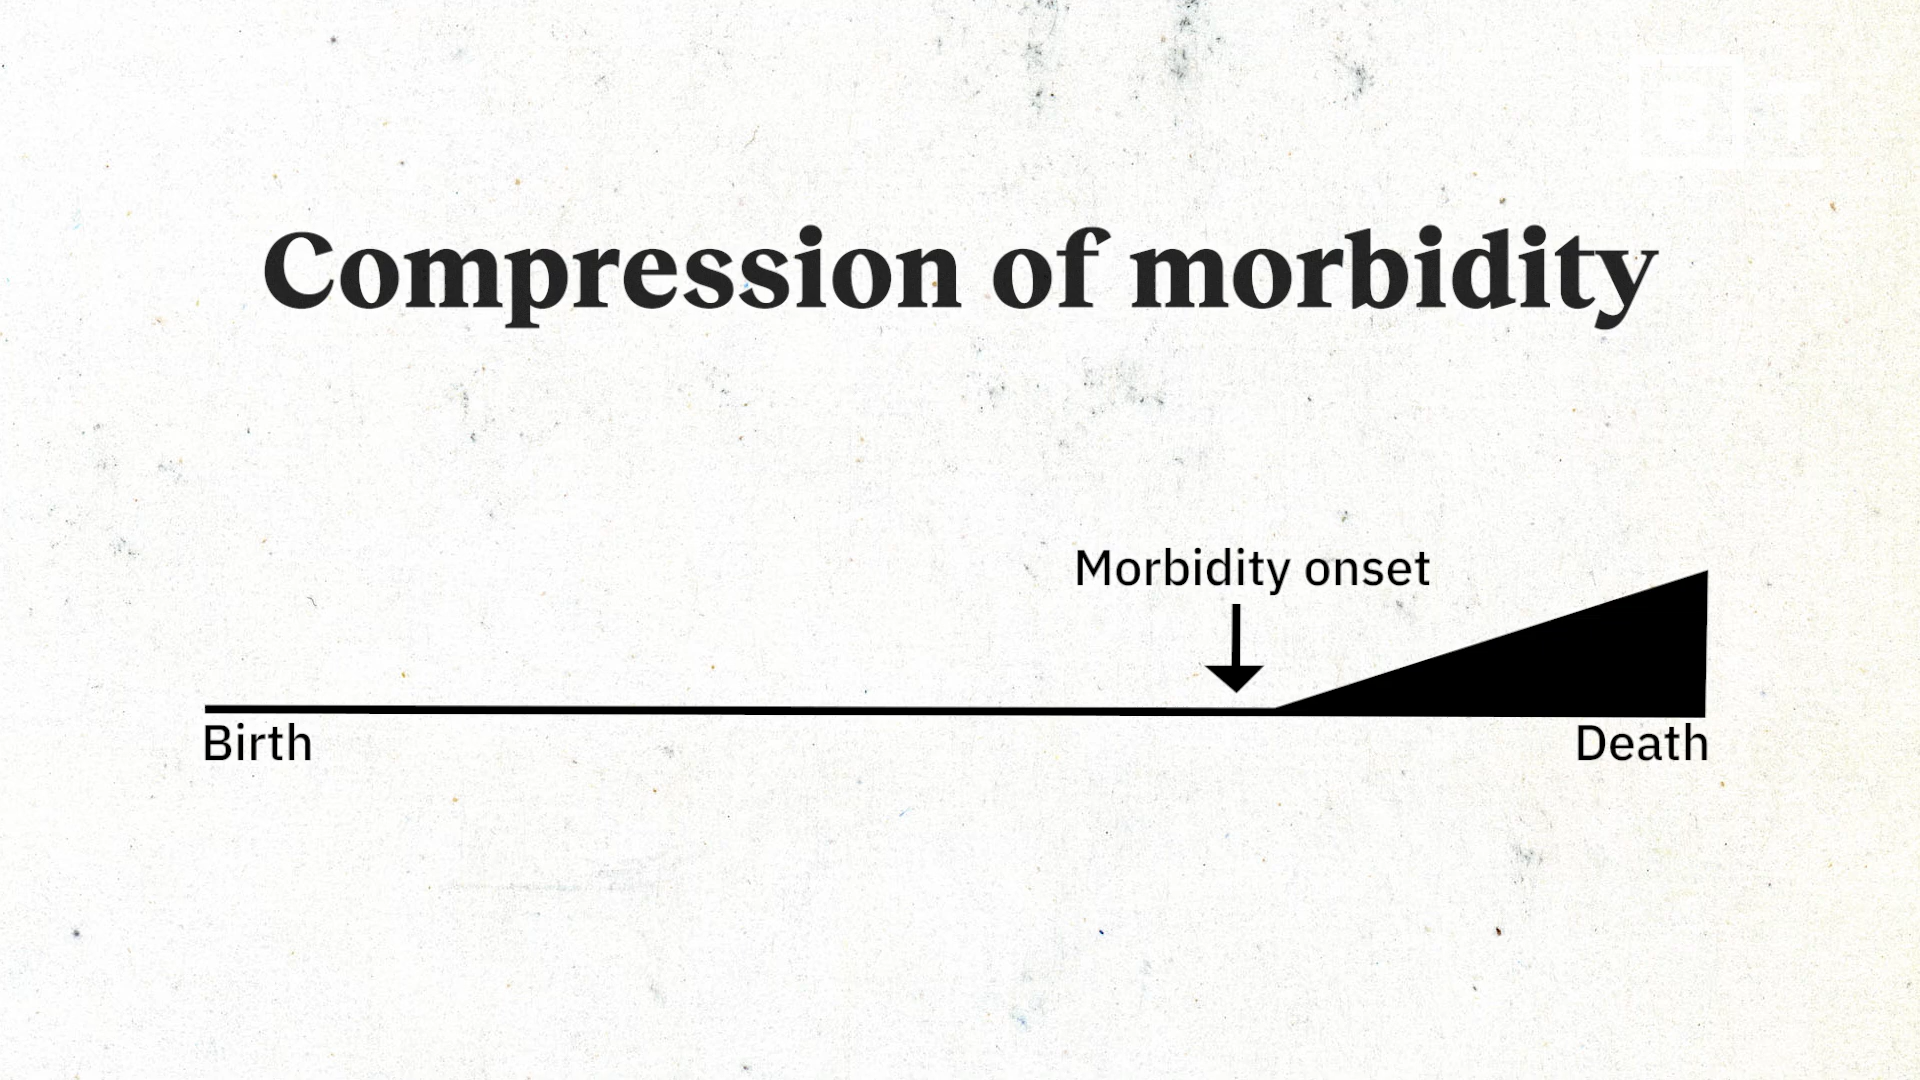 Compression of morbidity
Morbidity onset
Birth
Death